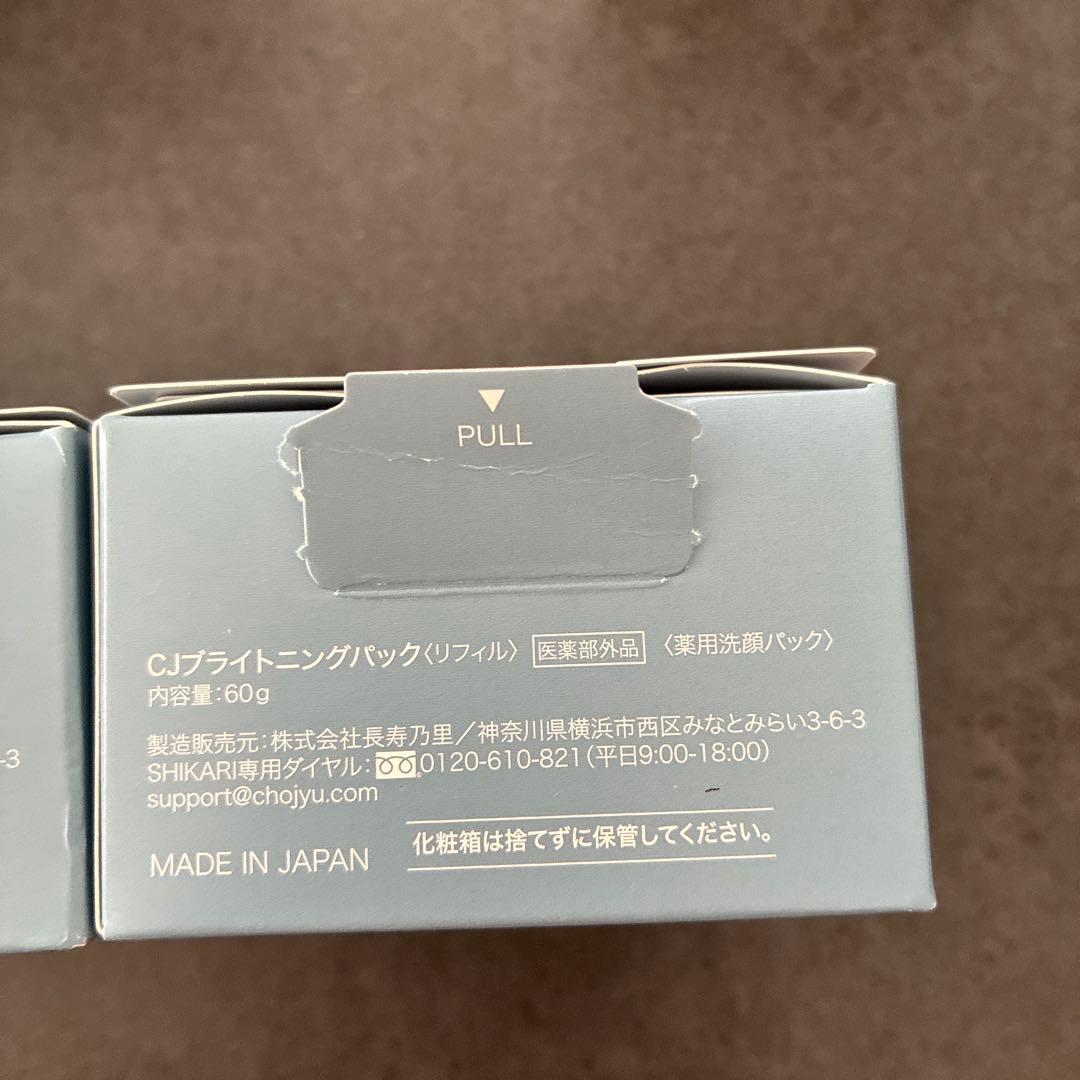 ▼
PULL
CJブライトニングパック〈リフィル〉 医薬部外品 〈薬用洗顔パック〉
内容量:60g
製造販売元:株式会社長寿乃里/神奈川県横浜市西区みなとみらい3-6-3
SHIKARI専用ダイヤル:0120-610-821(平日9:00-18:00)
support@chojyu.com
化粧箱は捨てずに保管してください。
MADE IN JAPAN
-3